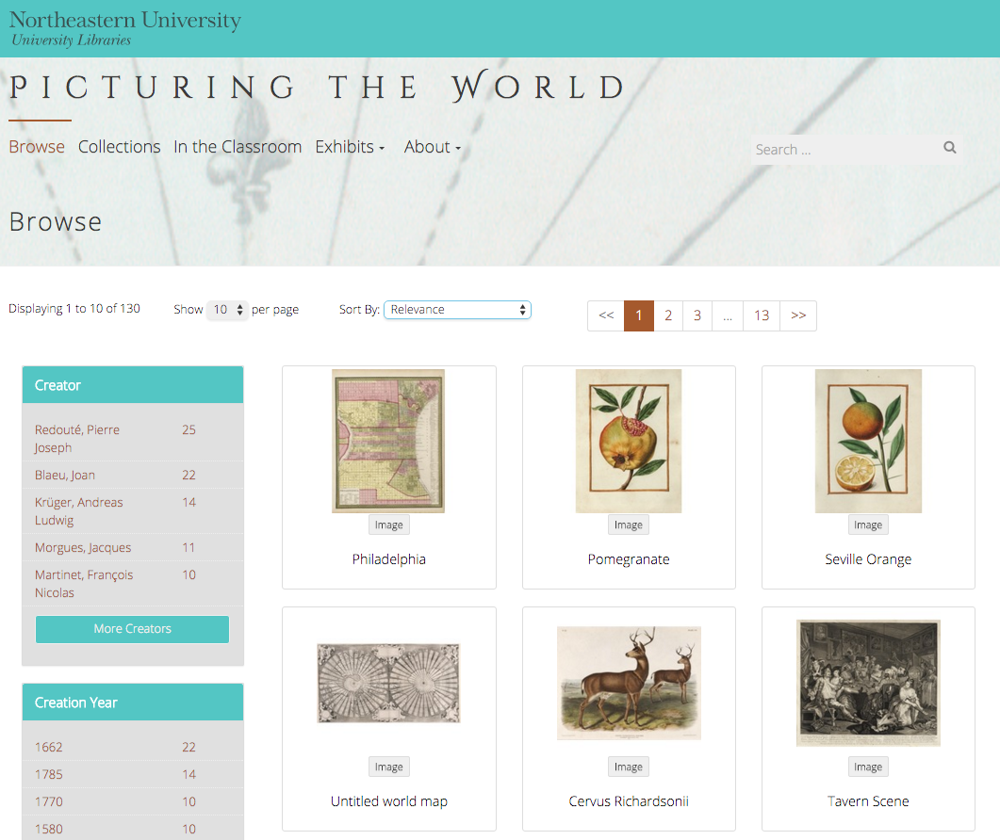 Northeastern University
University Libraries
PICTURING THE WORLD
Browse Collections In the Classroom Exhibits About
Search ...
Browse
Displaying 1 to 10 of 130 Show 10 per page Sort By: Relevance << 1 2 3 ... 13 >>
Creator
Redouté, Pierre 25
Joseph
Blaeu, Joan 22
Krüger, Andreas 14
Ludwig
Morgues, Jacques 11
Martinet, François 10
Nicolas
More Creators
Creation Year
1662 22
1785 14
1770 10
1580 10
Image Image Image
Philadelphia Pomegranate Seville Orange
Image Image Image
Untitled world map Cervus Richardsonii Tavern Scene